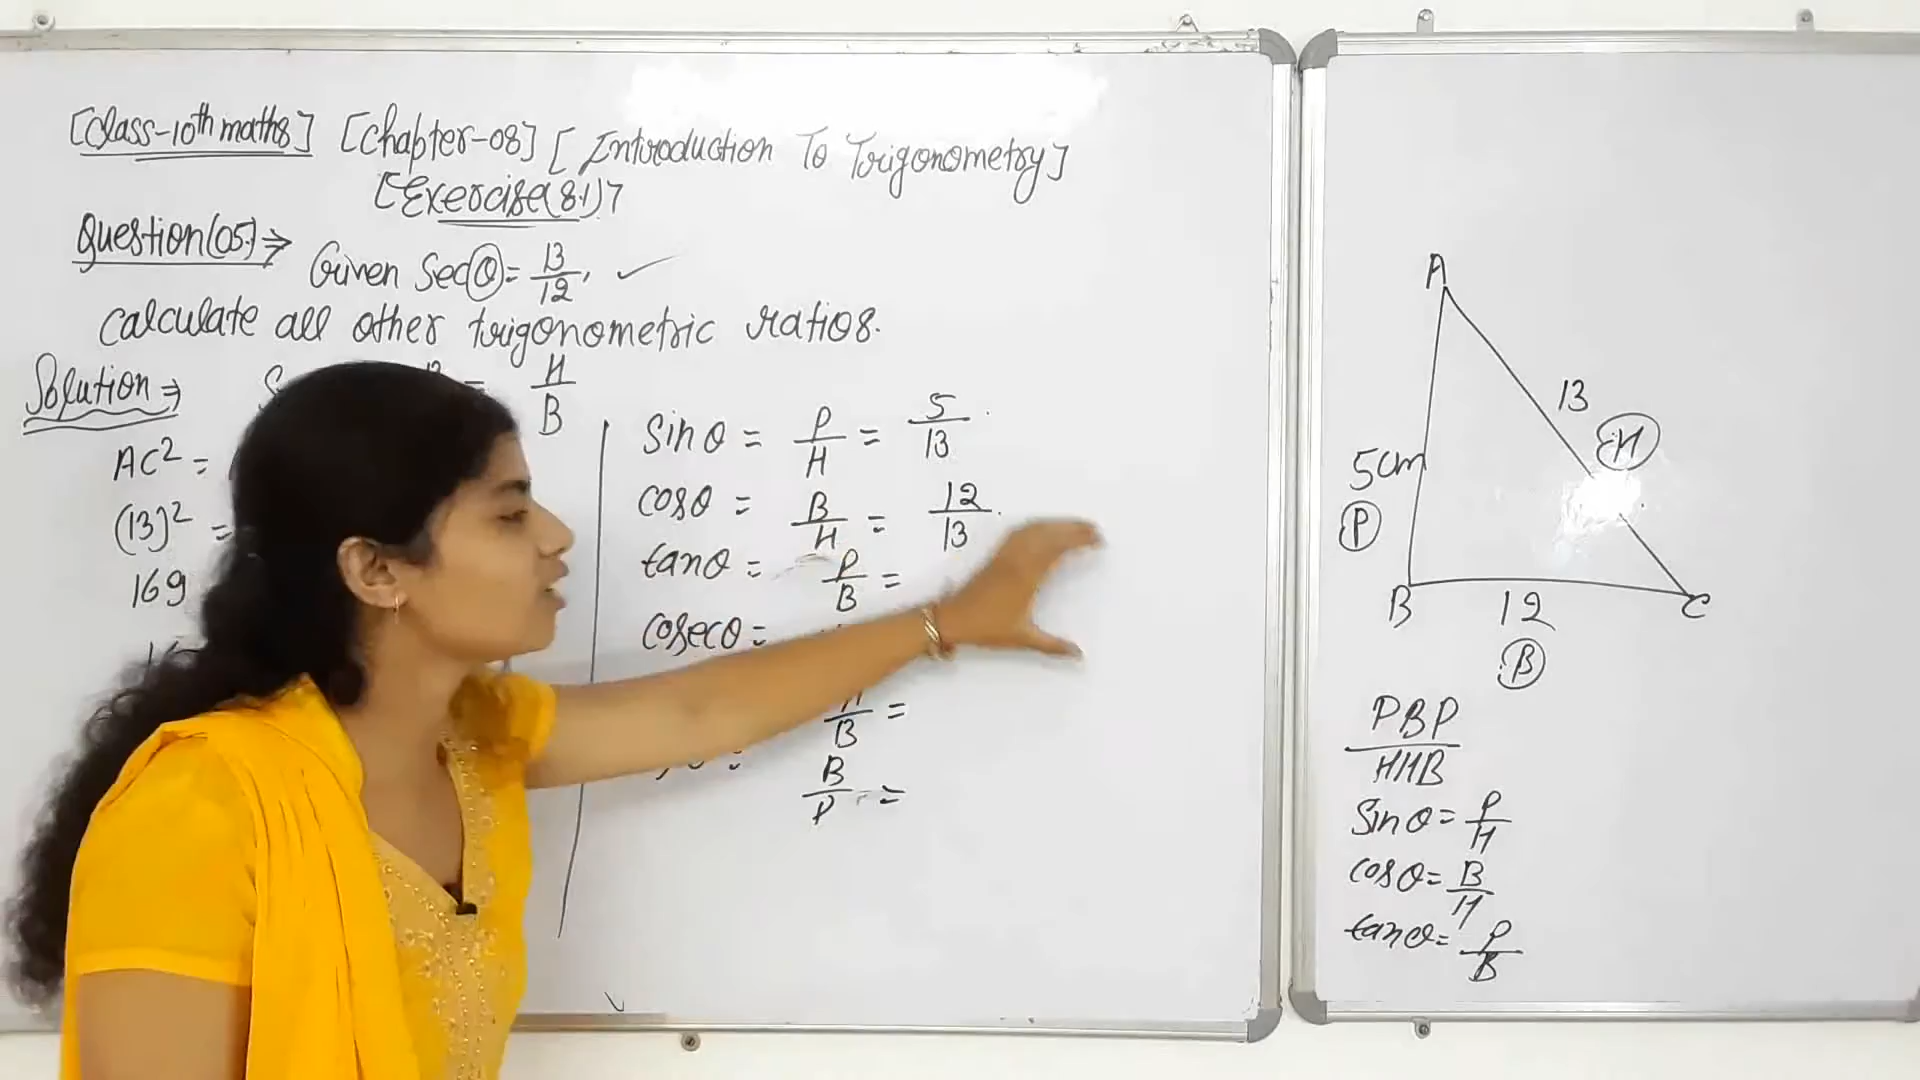 [Class-10th maths] [Chapter-08] [Introduction To Trigonometry]
[Exercise(8.1)]
Question(05) ⇒ Given Sec θ = 13/12,
Calculate all other trigonometric ratios.
Solution ⇒ = H/B
AC² =
(13)² =
169
Sin θ = P/H = 5/13
cos θ = B/H = 12/13
tan θ = P/B =
Cosec θ =
H/B =
B/P =
A
13
H
5cm
P
B 12 C
B
PBP/HHB
Sin θ = P/H
cos θ = B/H
tan θ = P/B